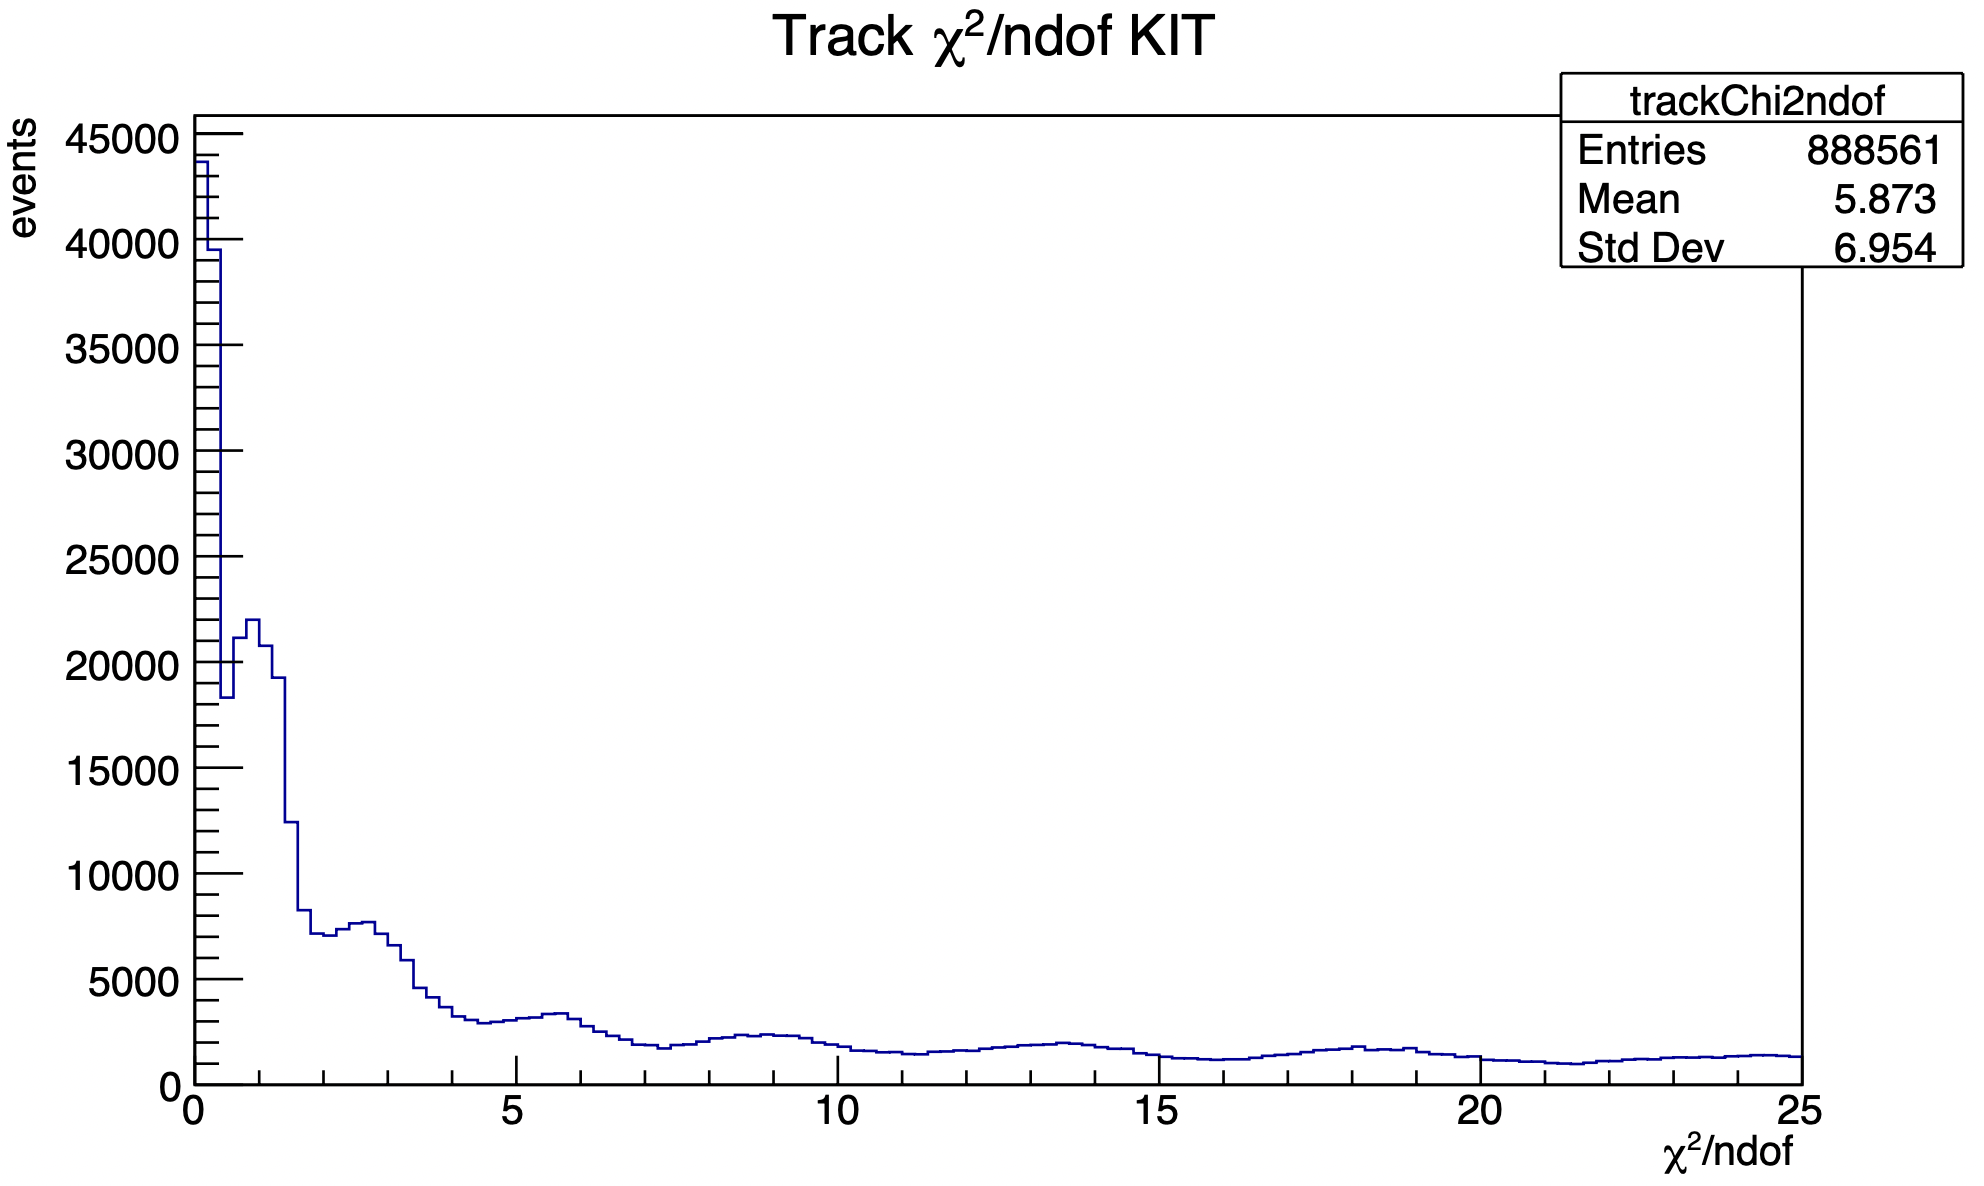 Track χ²/ndof KIT
trackChi2ndof
Entries 888561
Mean 5.873
Std Dev 6.954
events
45000
40000
35000
30000
25000
20000
15000
10000
5000
0
0 5 10 15 20 25
χ²/ndof